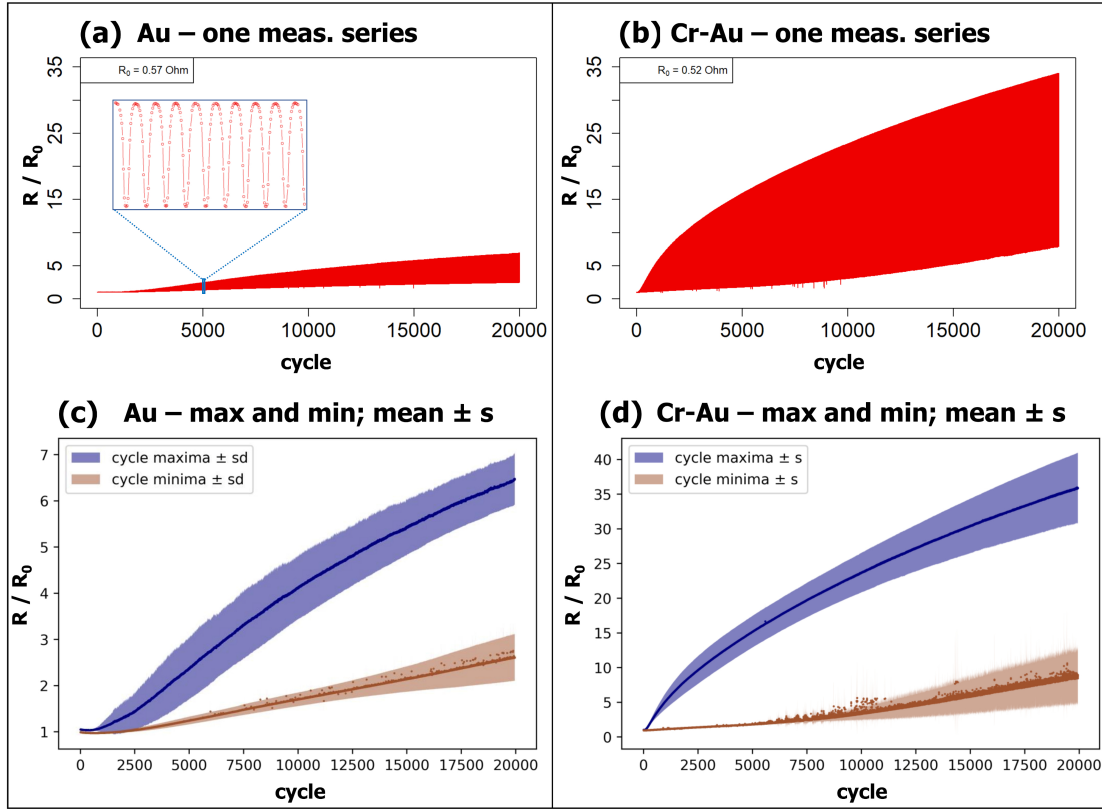 (a) Au – one meas. series
R₀ = 0.57 Ohm
35
25
15
5
0
R / R₀
0 5000 10000 15000 20000
cycle
(b) Cr-Au – one meas. series
R₀ = 0.52 Ohm
35
25
15
5
0
R / R₀
0 5000 10000 15000 20000
cycle
(c) Au – max and min; mean ± s
cycle maxima ± sd
cycle minima ± sd
7
6
5
4
3
2
1
R / R₀
0 2500 5000 7500 10000 12500 15000 17500 20000
cycle
(d) Cr-Au – max and min; mean ± s
cycle maxima ± s
cycle minima ± s
40
35
30
25
20
15
10
5
0
R / R₀
0 2500 5000 7500 10000 12500 15000 17500 20000
cycle